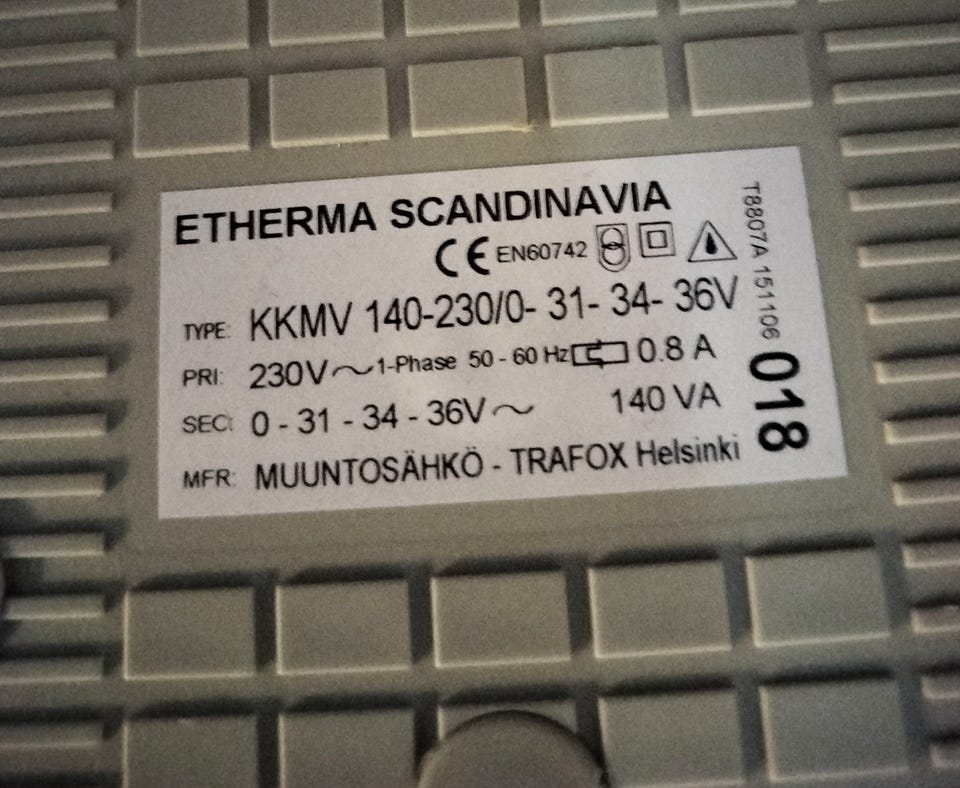 ETHERMA SCANDINAVIA
CE EN60742
TYPE: KKMV 140-230/0- 31- 34- 36V
PRI: 230V~1-Phase 50 - 60 Hz 0.8 A
SEC: 0 - 31 - 34 - 36V~ 140 VA
MFR: MUUNTOSÄHKÖ - TRAFOX Helsinki
T8807A 151106 018